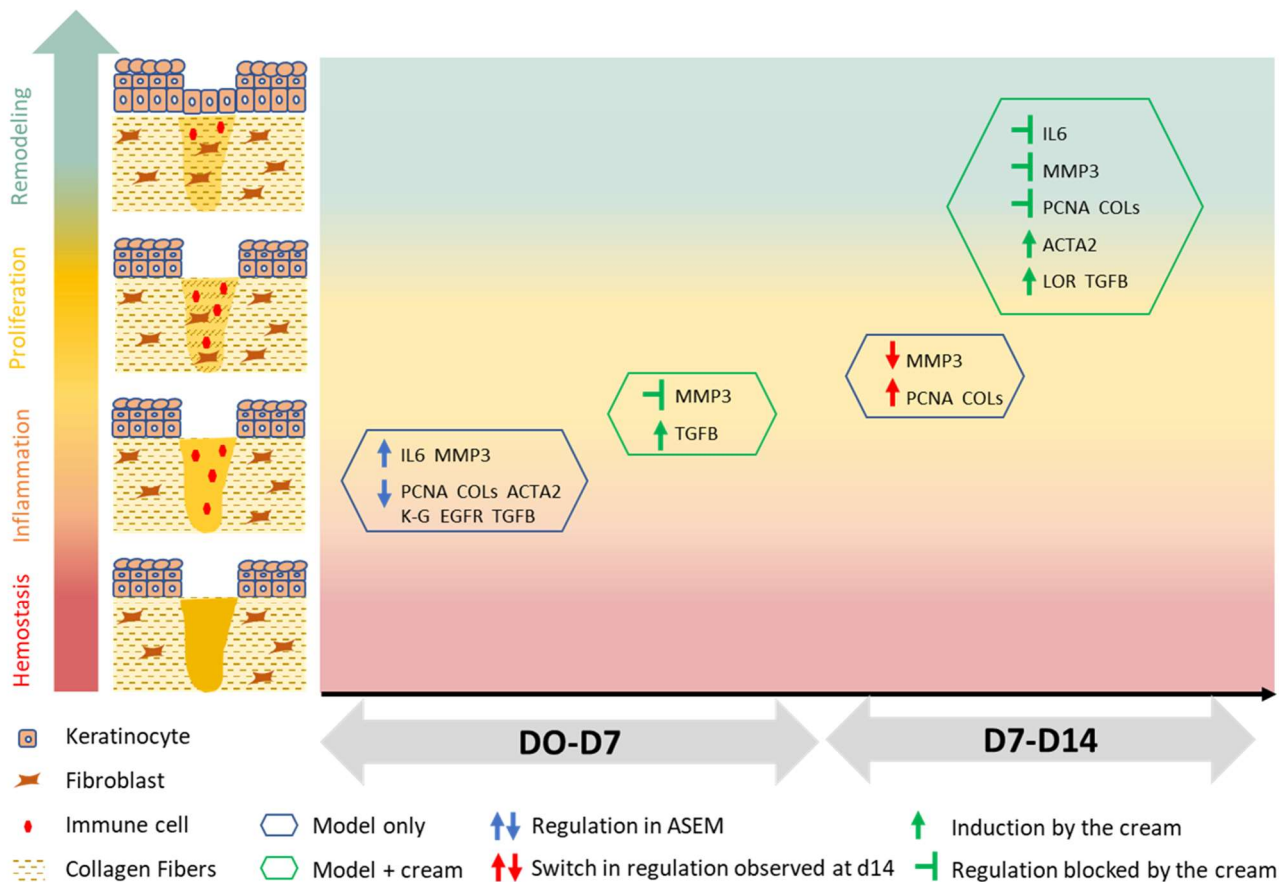 Remodeling
Proliferation
Inflammation
Hemostasis
IL6
MMP3
PCNA COLs
ACTA2
LOR TGFB
MMP3
PCNA COLs
MMP3
TGFB
IL6 MMP3
PCNA COLs ACTA2
K-G EGFR TGFB
DO-D7
D7-D14
Keratinocyte
Fibroblast
Immune cell
Collagen Fibers
Model only
Model + cream
Regulation in ASEM
Switch in regulation observed at d14
Induction by the cream
Regulation blocked by the cream